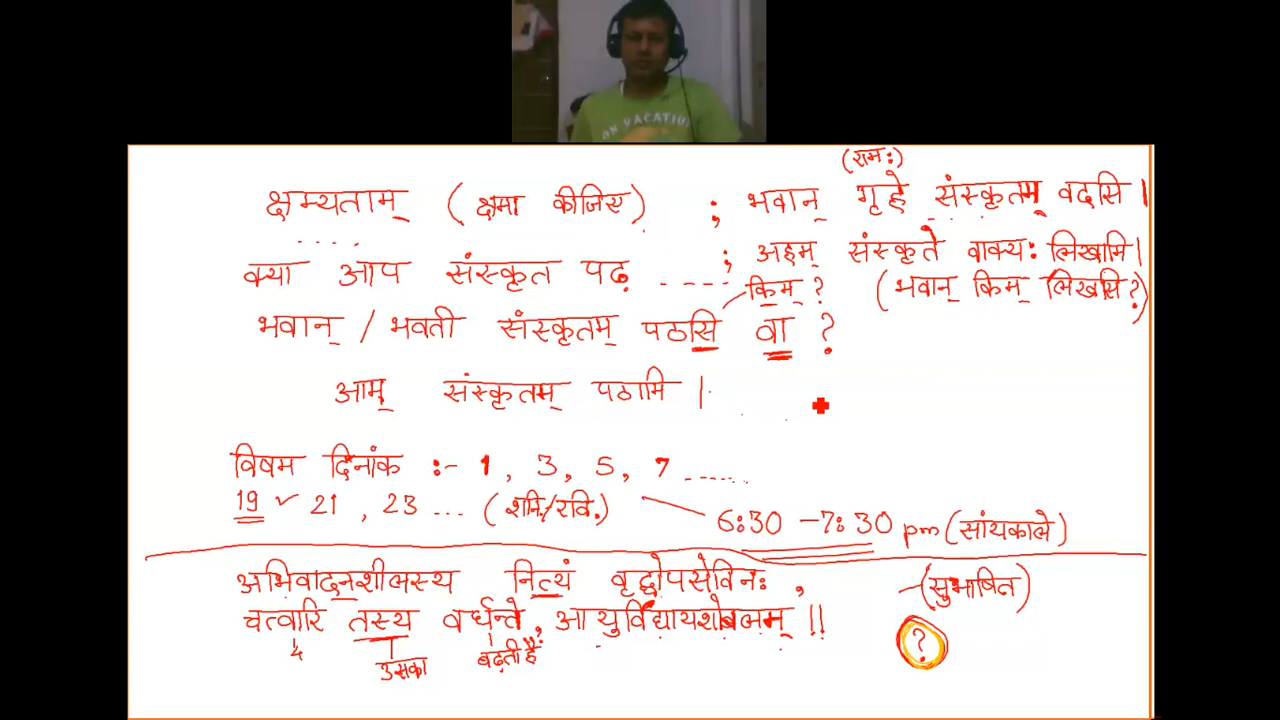 ON VACATION
(रामः)
क्षम्यताम् (क्षमा कीजिए) ; भवान् गृहे संस्कृतम् वदसि।
क्या आप संस्कृत पढ़ ..... ; अहम् संस्कृते वाक्यः लिखामि।
किम्? (भवान् किम् लिखसि?)
भवान् / भवती संस्कृतम् पठसि वा ?
आम् संस्कृतम् पठामि।
विषम दिनांक :- 1, 3, 5, 7 ......
19 ✓ 21 , 23 ... (शनि./रवि.)
6:30 - 7:30 pm (सांयकाले)
अभिवादनशीलस्य नित्यं वृद्धोपसेविनः , - (सुभाषित)
चत्वारि तस्य वर्धन्ते, आयुर्विद्यायशोबलम् !!
4 उसका बढ़ती है ?
?